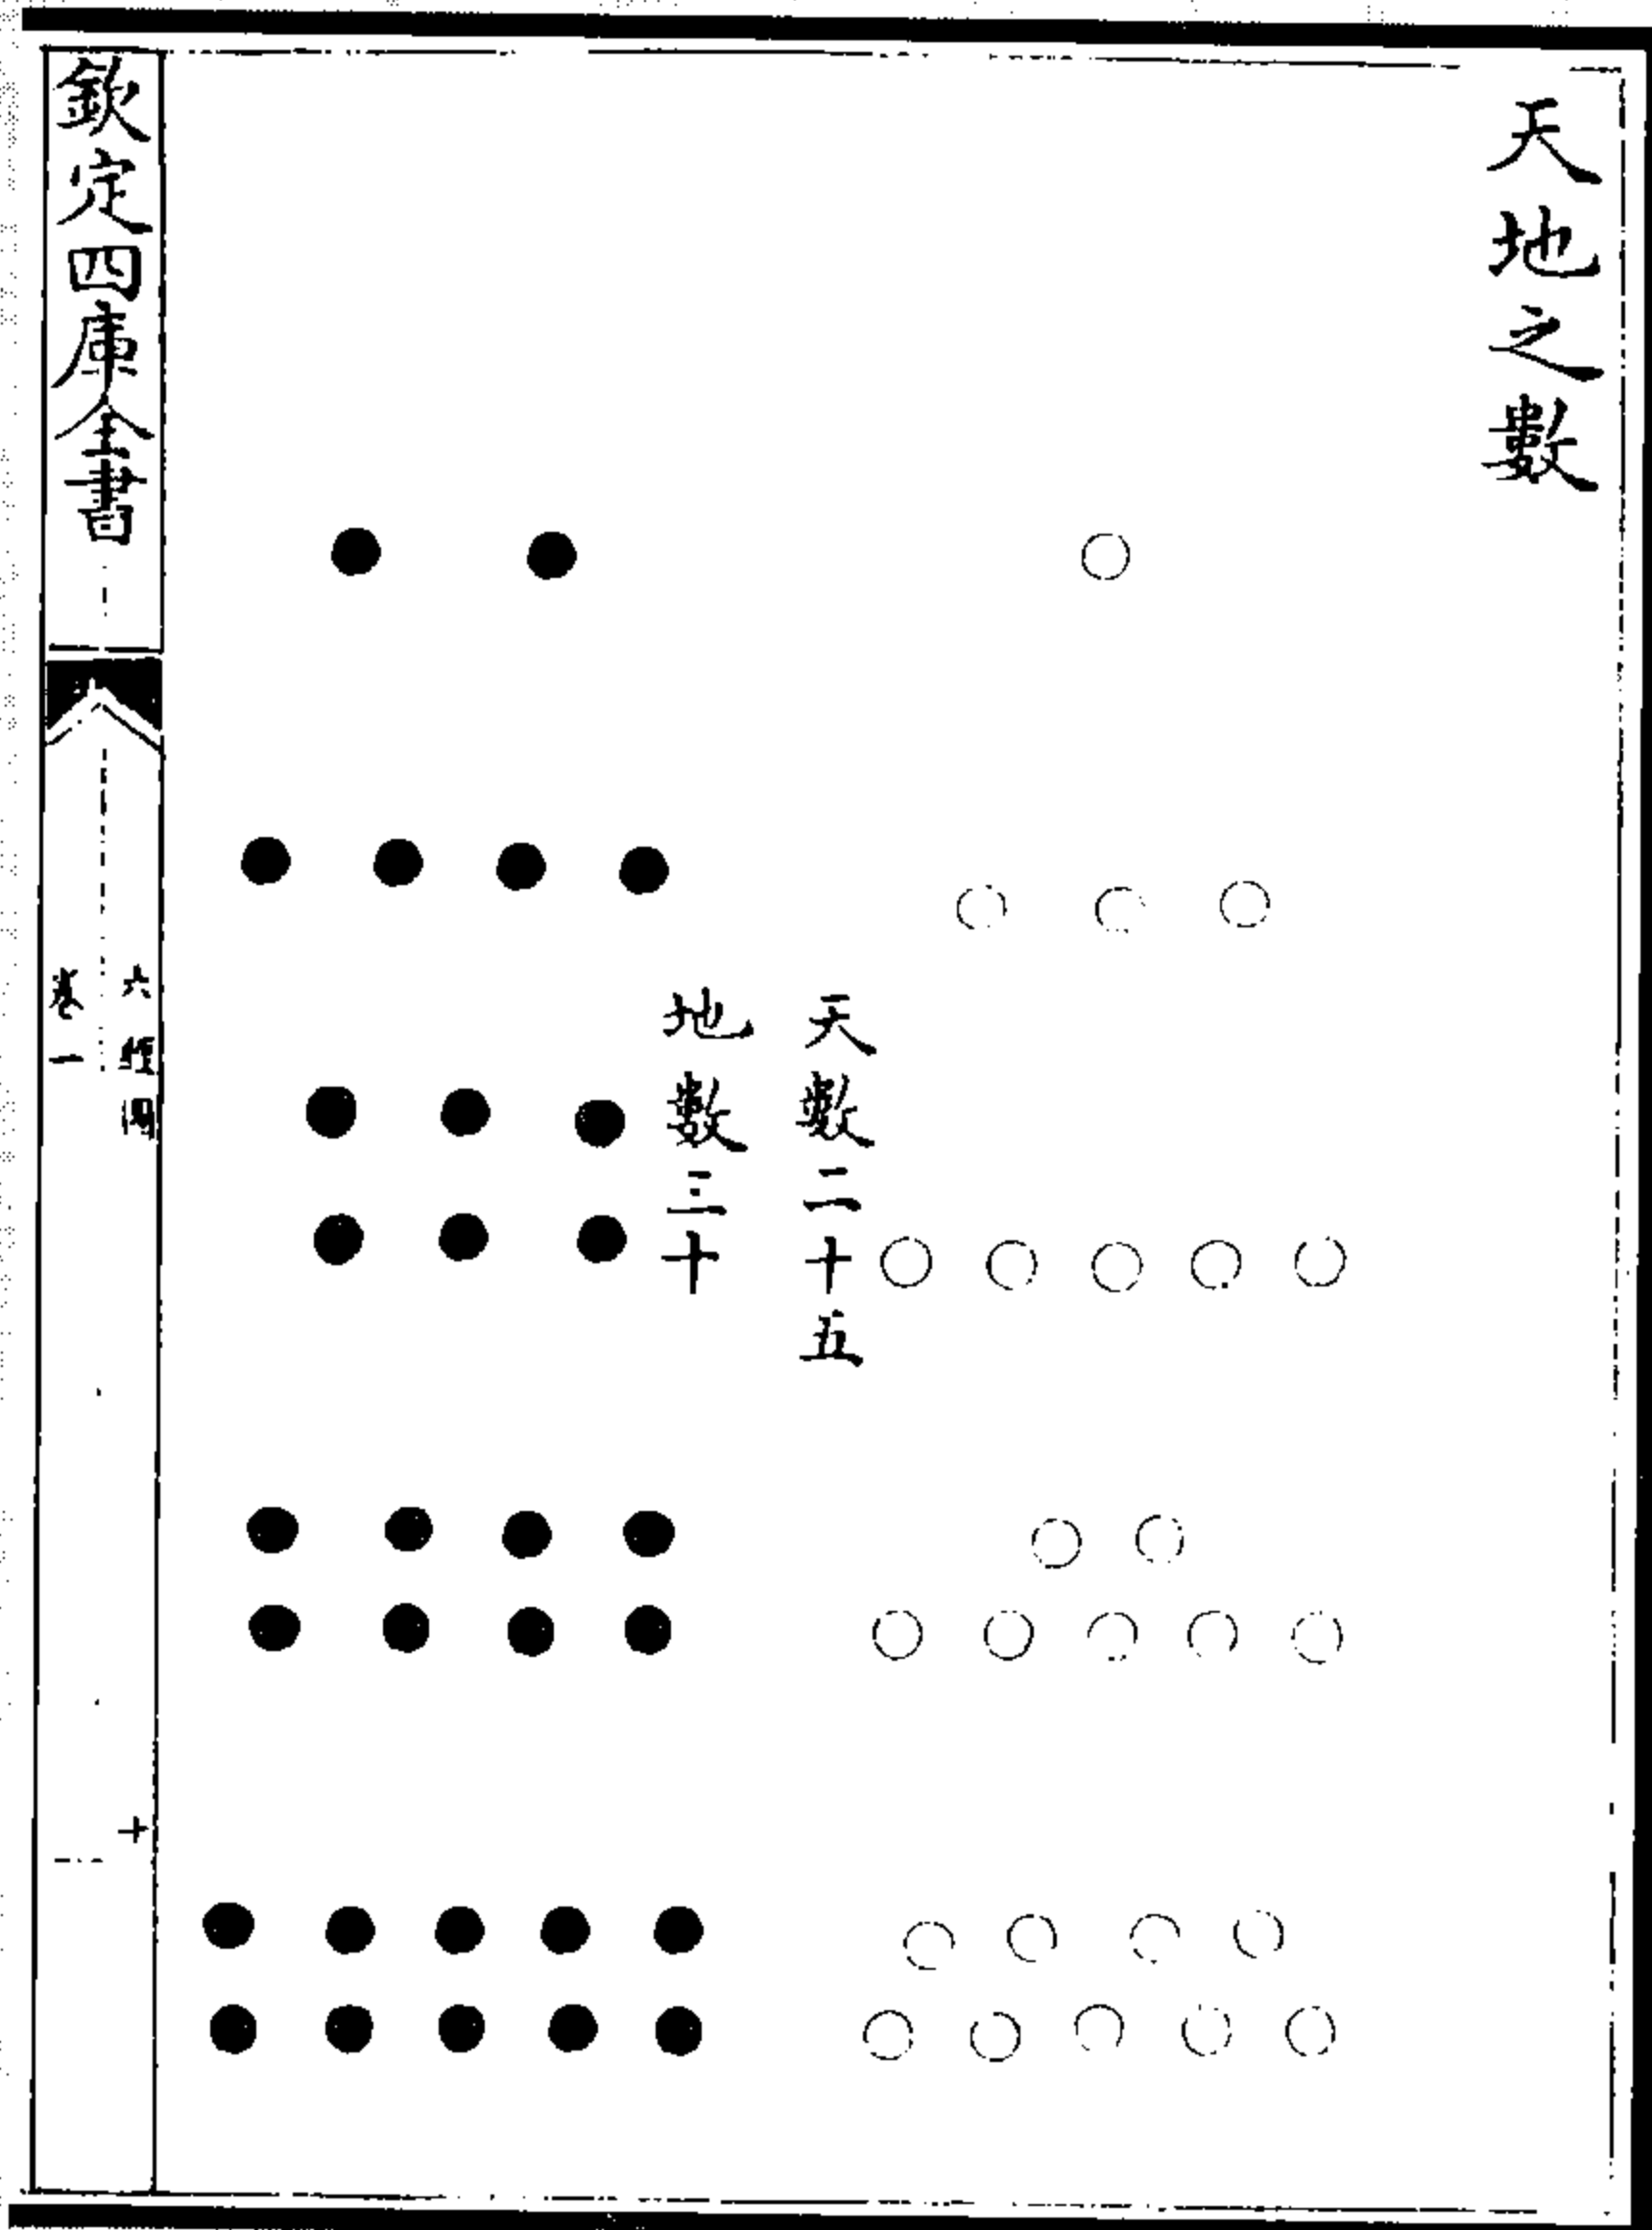 天地之數
天數二十五
地數三十
欽定四庫全書
六經圖
卷一
十